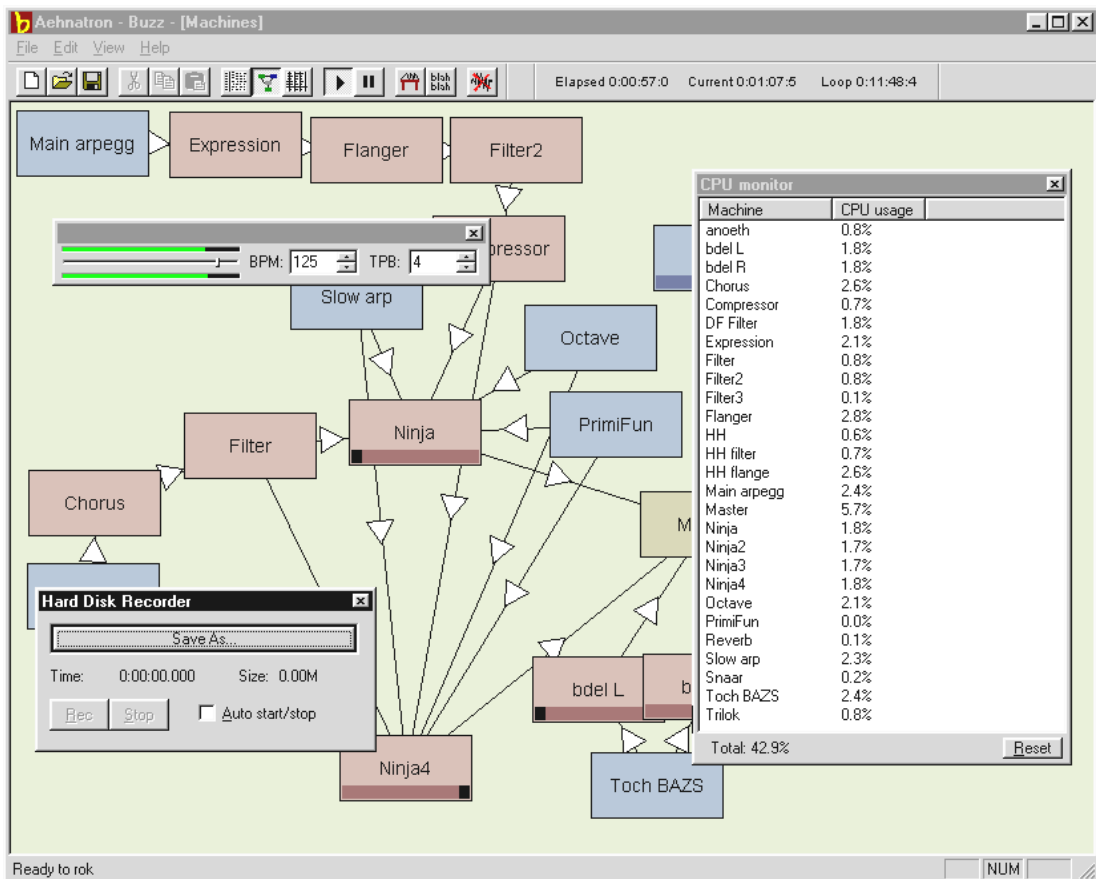 Aehnatron - Buzz - [Machines]
File Edit View Help
blah blah
Elapsed 0:00:57:0 Current 0:01:07:5 Loop 0:11:48:4
Main arpegg
Expression
Flanger
Filter2
BPM: 125 TPB: 4
Slow arp
Octave
Ninja
PrimiFun
Filter
Chorus
M
Hard Disk Recorder
Save As...
Time: 0:00:00.000 Size: 0.00M
Rec Stop Auto start/stop
bdel L
b
Ninja4
Toch BAZS
CPU monitor
Machine CPU usage
anoeth 0.8%
bdel L 1.8%
bdel R 1.8%
Chorus 2.6%
Compressor 0.7%
DF Filter 1.8%
Expression 2.1%
Filter 0.8%
Filter2 0.8%
Filter3 0.1%
Flanger 2.8%
HH 0.6%
HH filter 0.7%
HH flange 2.6%
Main arpegg 2.4%
Master 5.7%
Ninja 1.8%
Ninja2 1.7%
Ninja3 1.7%
Ninja4 1.8%
Octave 2.1%
PrimiFun 0.0%
Reverb 0.1%
Slow arp 2.3%
Snaar 0.2%
Toch BAZS 2.4%
Trilok 0.8%
Total: 42.9% Reset
Ready to rok NUM